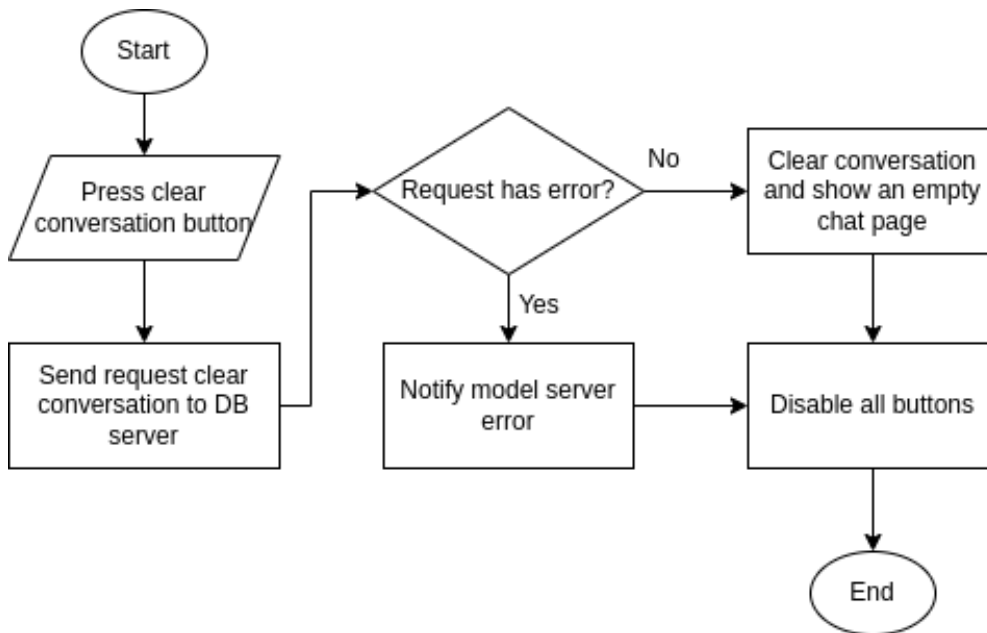 Start
Press clear
conversation button
Send request clear
conversation to DB
server
Request has error?
No
Yes
Clear conversation
and show an empty
chat page
Notify model server
error
Disable all buttons
End